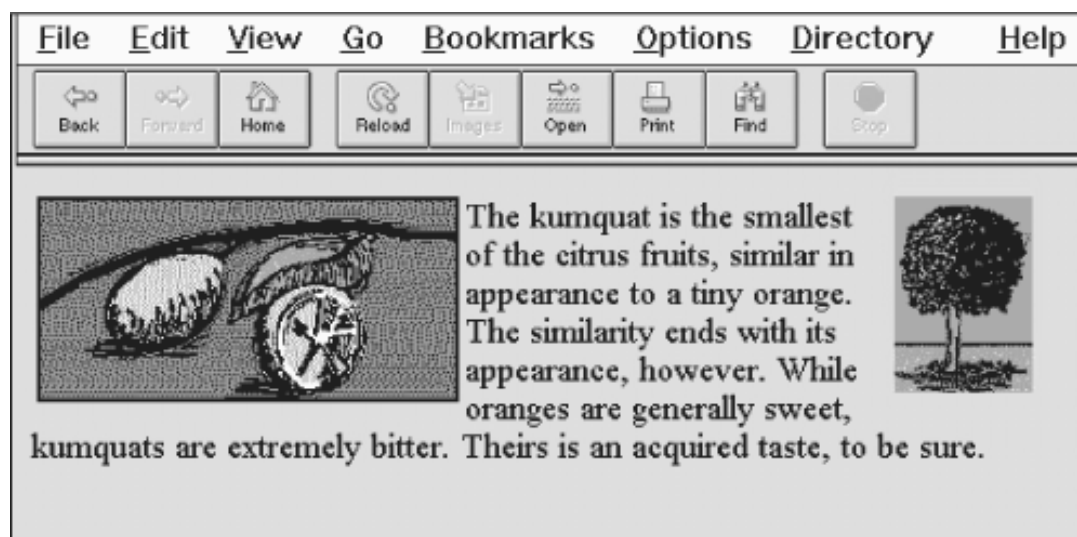 File Edit View Go Bookmarks Options Directory Help
Back Forward Home Reload Images Open Print Find Stop
The kumquat is the smallest
of the citrus fruits, similar in
appearance to a tiny orange.
The similarity ends with its
appearance, however. While
oranges are generally sweet,
kumquats are extremely bitter. Theirs is an acquired taste, to be sure.